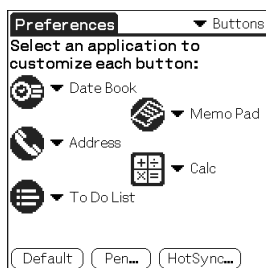 Preferences
Buttons
Select an application to
customize each button:
Date Book
Memo Pad
Address
Calc
To Do List
Default
Pen...
HotSync...